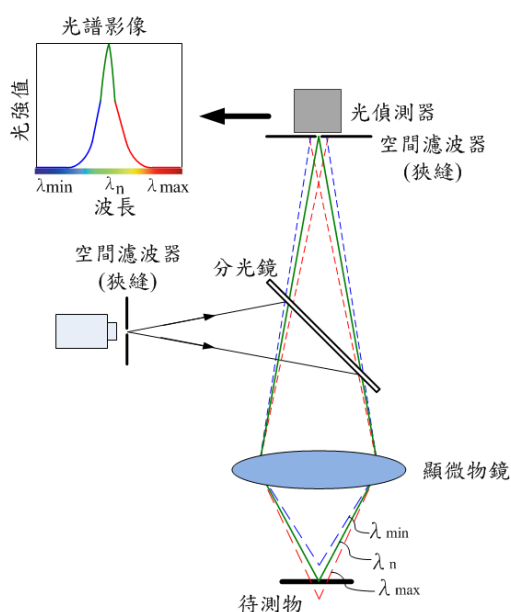 光譜影像
光強值
λmin λn λmax
波長
光偵測器
空間濾波器
(狹縫)
空間濾波器
(狹縫)
分光鏡
顯微物鏡
λ min
λ n
λ max
待測物